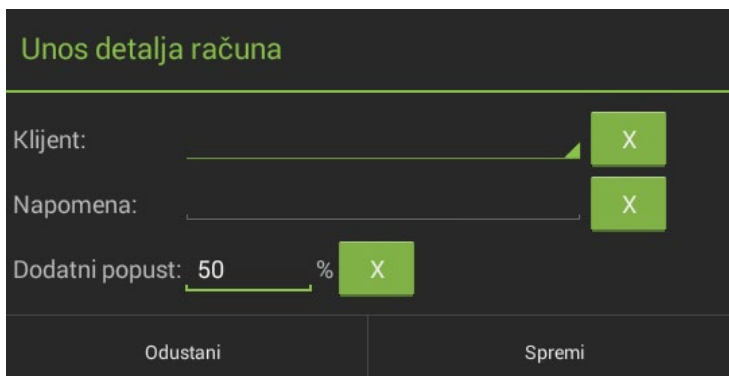 Unos detalja računa
Klijent: X
Napomena: X
Dodatni popust: 50 % X
Odustani Spremi